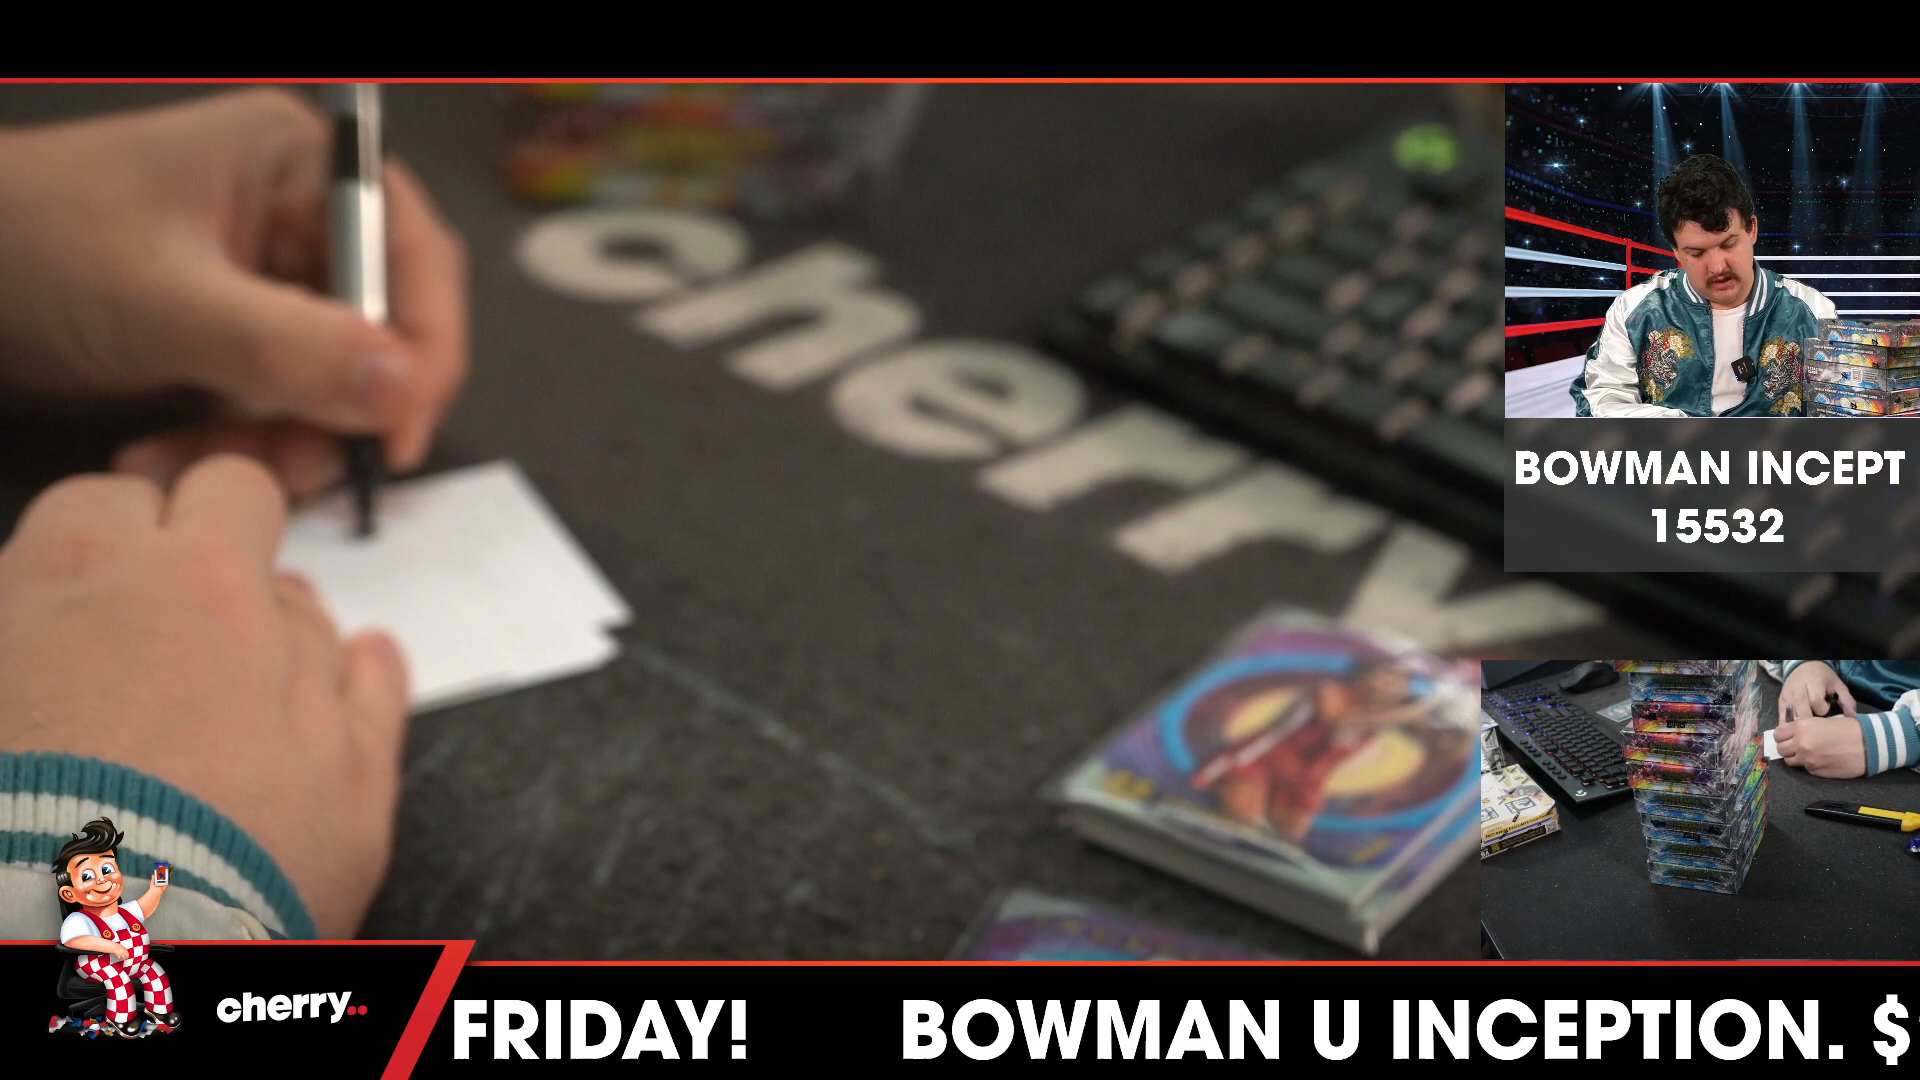 cherry
BOWMAN INCEPT
15532
cherry..
FRIDAY! BOWMAN U INCEPTION. $